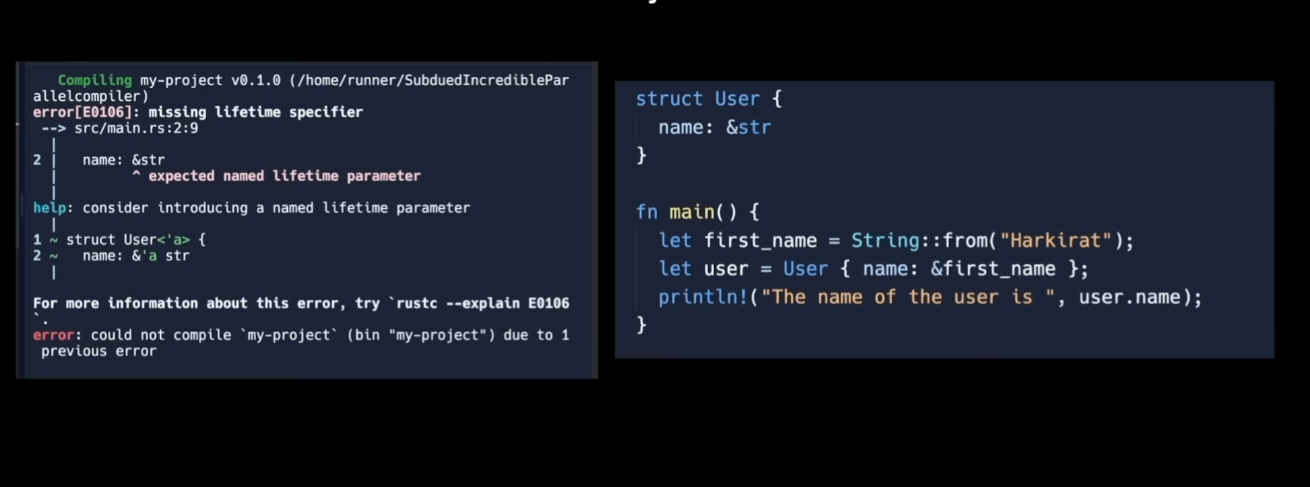 Compiling my-project v0.1.0 (/home/runner/SubduedIncrediblePar
allelcompiler)
error[E0106]: missing lifetime specifier
 --> src/main.rs:2:9
  |
2 |   name: &str
  |         ^ expected named lifetime parameter
  |
help: consider introducing a named lifetime parameter
  |
1 ~ struct User<'a> {
2 ~   name: &'a str
  |
For more information about this error, try `rustc --explain E0106
`.
error: could not compile `my-project` (bin "my-project") due to 1
 previous error
struct User {
  name: &str
}
fn main() {
  let first_name = String::from("Harkirat");
  let user = User { name: &first_name };
  println!("The name of the user is ", user.name);
}